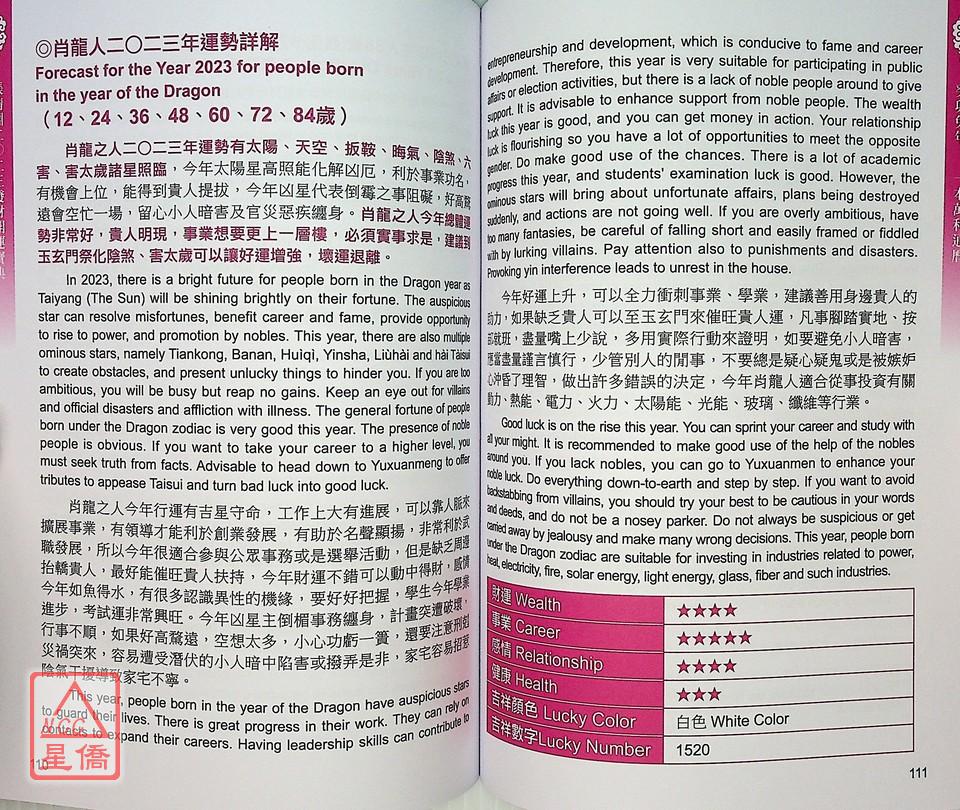 ◎肖龍人二〇二三年運勢詳解
Forecast for the Year 2023 for people born
in the year of the Dragon
（12、24、36、48、60、72、84歲）
肖龍之人二〇二三年運勢有太陽、天空、扳鞍、晦氣、陰煞、六
害、害太歲諸星照臨，今年太陽星高照能化解凶厄，利於事業功名，
有機會上位，能得到貴人提拔，今年凶星代表倒霉之事阻礙，好高騖
遠會空忙一場，留心小人暗害及官災惡疾纏身。肖龍之人今年總體運
勢非常好，貴人明現，事業想要更上一層樓，必須實事求是，建議到
玉玄門祭化陰煞、害太歲可以讓好運增強，壞運退離。
In 2023, there is a bright future for people born in the Dragon year as
Taiyang (The Sun) will be shining brightly on their fortune. The auspicious
star can resolve misfortunes, benefit career and fame, provide opportunity
to rise to power, and promotion by nobles. This year, there are also multiple
ominous stars, namely Tiankong, Banan, Huìqì, Yinsha, Liùhài and hài Tàisuì
to create obstacles, and present unlucky things to hinder you. If you are too
ambitious, you will be busy but reap no gains. Keep an eye out for villains
and official disasters and affliction with illness. The general fortune of people
born under the Dragon zodiac is very good this year. The presence of noble
people is obvious. If you want to take your career to a higher level, you
must seek truth from facts. Advisable to head down to Yuxuanmeng to offer
tributes to appease Taisui and turn bad luck into good luck.
肖龍之人今年行運有吉星守命，工作上大有進展，可以靠人脈來
擴展事業，有領導才能利於創業發展，有助於名聲顯揚，非常利於武
職發展，所以今年很適合參與公眾事務或是選舉活動，但是缺乏周邊
抬轎貴人，最好能催旺貴人扶持，今年財運不錯可以動中得財，感情
今年如魚得水，有很多認識異性的機緣，要好好把握，學生今年學業
進步，考試運非常興旺。今年凶星主倒楣事務纏身，計畫突遭破壞，
行事不順，如果好高騖遠，空想太多，小心功虧一簣，還要注意刑剋
災禍突來，容易遭受潛伏的小人暗中陷害或撥弄是非，家宅容易招惹
陰氣干擾導致家宅不寧。
This year, people born in the year of the Dragon have auspicious stars
to guard their lives. There is great progress in their work. They can rely on
contacts to expand their careers. Having leadership skills can contribute to
110
NCC
星僑
entrepreneurship and development, which is conducive to fame and career
development. Therefore, this year is very suitable for participating in public
affairs or election activities, but there is a lack of noble people around to give
support. It is advisable to enhance support from noble people. The wealth
luck this year is good, and you can get money in action. Your relationship
luck is flourishing so you have a lot of opportunities to meet the opposite
gender. Do make good use of the chances. There is a lot of academic
progress this year, and students' examination luck is good. However, the
ominous stars will bring about unfortunate affairs, plans being destroyed
suddenly, and actions are not going well. If you are overly ambitious, have
too many fantasies, be careful of falling short and easily framed or fiddled
with by lurking villains. Pay attention also to punishments and disasters.
Provoking yin interference leads to unrest in the house.
今年好運上升，可以全力衝刺事業、學業，建議善用身邊貴人的
助力，如果缺乏貴人可以至玉玄門來催旺貴人運，凡事腳踏實地、按
部就班，盡量嘴上少說，多用實際行動來證明，如要避免小人暗害，
應當盡量謹言慎行，少管別人的閒事，不要總是疑心疑鬼或是被嫉妒
心沖昏了理智，做出許多錯誤的決定，今年肖龍人適合從事投資有關
動力、熱能、電力、火力、太陽能、光能、玻璃、纖維等行業。
Good luck is on the rise this year. You can sprint your career and study with
all your might. It is recommended to make good use of the help of the nobles
around you. If you lack nobles, you can go to Yuxuanmen to enhance your
noble luck. Do everything down-to-earth and step by step. If you want to avoid
backstabbing from villains, you should try your best to be cautious in your words
and deeds, and do not be a nosey parker. Do not always be suspicious or get
carried away by jealousy and make many wrong decisions. This year, people born
under the Dragon zodiac are suitable for investing in industries related to power,
heat, electricity, fire, solar energy, light energy, glass, fiber and such industries.
財運 Wealth ★★★★
事業 Career ★★★★★
感情 Relationship ★★★★
健康 Health ★★★
吉祥顏色 Lucky Color 白色 White Color
吉祥數字Lucky Number 1520
111